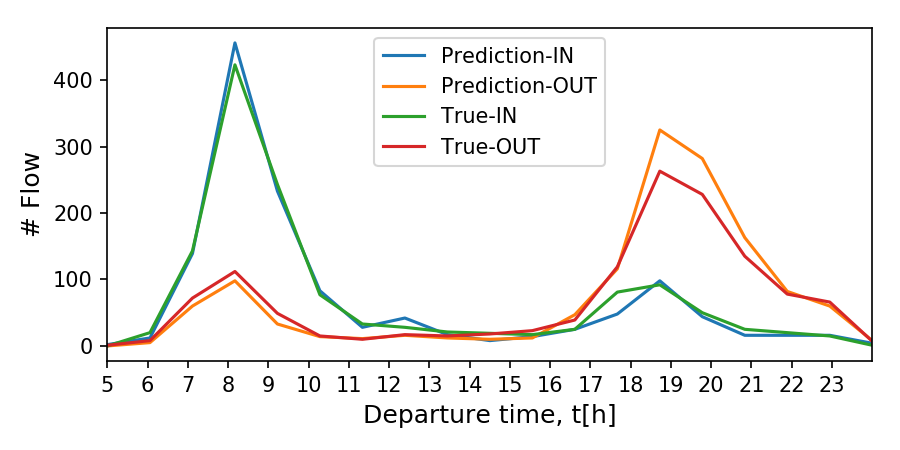 Prediction-IN
Prediction-OUT
True-IN
True-OUT
# Flow
400
300
200
100
0
5 6 7 8 9 10 11 12 13 14 15 16 17 18 19 20 21 22 23
Departure time, t[h]